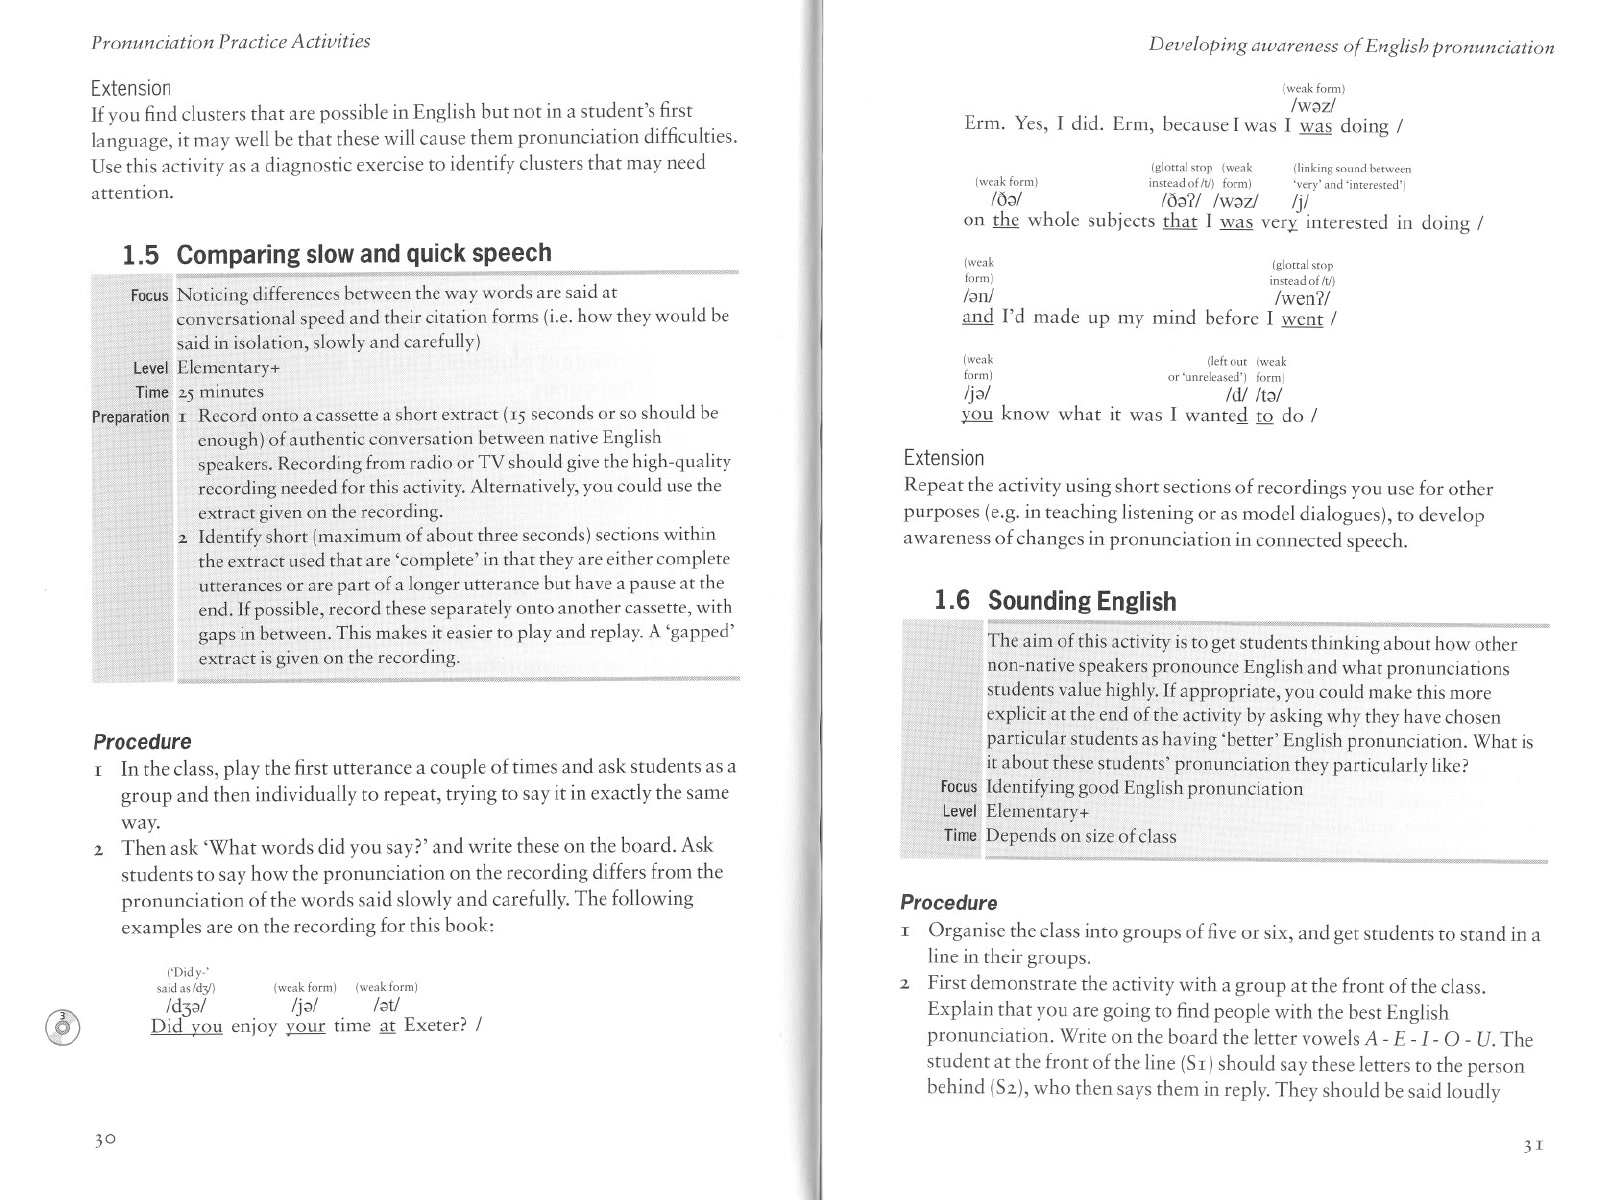 Pronunciation Practice Activities
Extension
If you find clusters that are possible in English but not in a student's first
language, it may well be that these will cause them pronunciation difficulties.
Use this activity as a diagnostic exercise to identify clusters that may need
attention.
1.5 Comparing slow and quick speech
Focus Noticing differences between the way words are said at
conversational speed and their citation forms (i.e. how they would be
said in isolation, slowly and carefully)
Level Elementary+
Time 25 minutes
Preparation 1 Record onto a cassette a short extract (15 seconds or so should be
enough) of authentic conversation between native English
speakers. Recording from radio or TV should give the high-quality
recording needed for this activity. Alternatively, you could use the
extract given on the recording.
2 Identify short (maximum of about three seconds) sections within
the extract used that are 'complete' in that they are either complete
utterances or are part of a longer utterance but have a pause at the
end. If possible, record these separately onto another cassette, with
gaps in between. This makes it easier to play and replay. A 'gapped'
extract is given on the recording.
Procedure
1 In the class, play the first utterance a couple of times and ask students as a
group and then individually to repeat, trying to say it in exactly the same
way.
2 Then ask 'What words did you say?' and write these on the board. Ask
students to say how the pronunciation on the recording differs from the
pronunciation of the words said slowly and carefully. The following
examples are on the recording for this book:
('Did y-'
said as /dʒ/) (weak form) (weak form)
/dʒə/ /jə/ /ət/
3
Did you enjoy your time at Exeter? /
30
Developing awareness of English pronunciation
(weak form)
/wəz/
Erm. Yes, I did. Erm, because I was I was doing /
(glottal stop (weak (linking sound between
(weak form) instead of /t/) form) 'very' and 'interested')
/ðə/ /ðəʔ/ /wəz/ /j/
on the whole subjects that I was very interested in doing /
(weak (glottal stop
form) instead of /t/)
/ən/ /wenʔ/
and I'd made up my mind before I went /
(weak (left out (weak
form) or 'unreleased') form)
/jə/ /d/ /tə/
you know what it was I wanted to do /
Extension
Repeat the activity using short sections of recordings you use for other
purposes (e.g. in teaching listening or as model dialogues), to develop
awareness of changes in pronunciation in connected speech.
1.6 Sounding English
The aim of this activity is to get students thinking about how other
non-native speakers pronounce English and what pronunciations
students value highly. If appropriate, you could make this more
explicit at the end of the activity by asking why they have chosen
particular students as having 'better' English pronunciation. What is
it about these students' pronunciation they particularly like?
Focus Identifying good English pronunciation
Level Elementary+
Time Depends on size of class
Procedure
1 Organise the class into groups of five or six, and get students to stand in a
line in their groups.
2 First demonstrate the activity with a group at the front of the class.
Explain that you are going to find people with the best English
pronunciation. Write on the board the letter vowels A - E - I - O - U. The
student at the front of the line (S1) should say these letters to the person
behind (S2), who then says them in reply. They should be said loudly
31